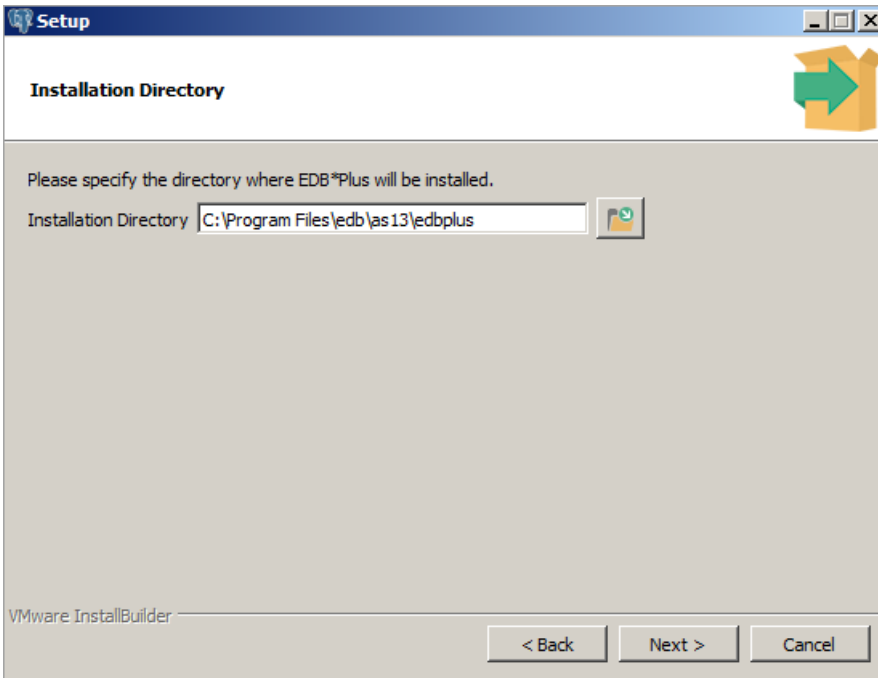 Setup
Installation Directory
Please specify the directory where EDB*Plus will be installed.
Installation Directory C:\Program Files\edb\as13\edbplus
VMware InstallBuilder
< Back Next > Cancel